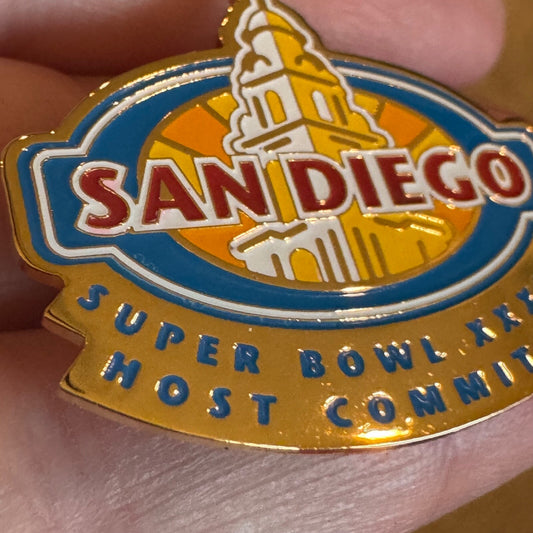 SAN DIEGO
SUPER BOWL XXX
HOST COMMIT